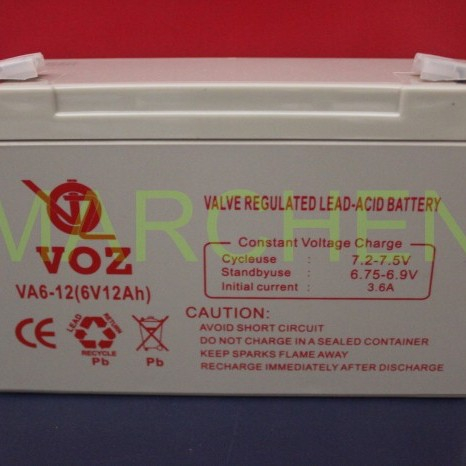 VALVE REGULATED LEAD-ACID BATTERY
VOZ
VA6-12(6V12Ah)
Constant Voltage Charge
Cycleuse : 7.2-7.5V
Standbyuse : 6.75-6.9V
Initial current : 3.6A
CAUTION:
AVOID SHORT CIRCUIT
DO NOT CHARGE IN A SEALED CONTAINER
KEEP SPARKS FLAME AWAY
RECHARGE IMMEDIATELY AFTER DISCHARGE
CE
LEAD
RETURN
RECYCLE
Pb
Pb
MARCHEN